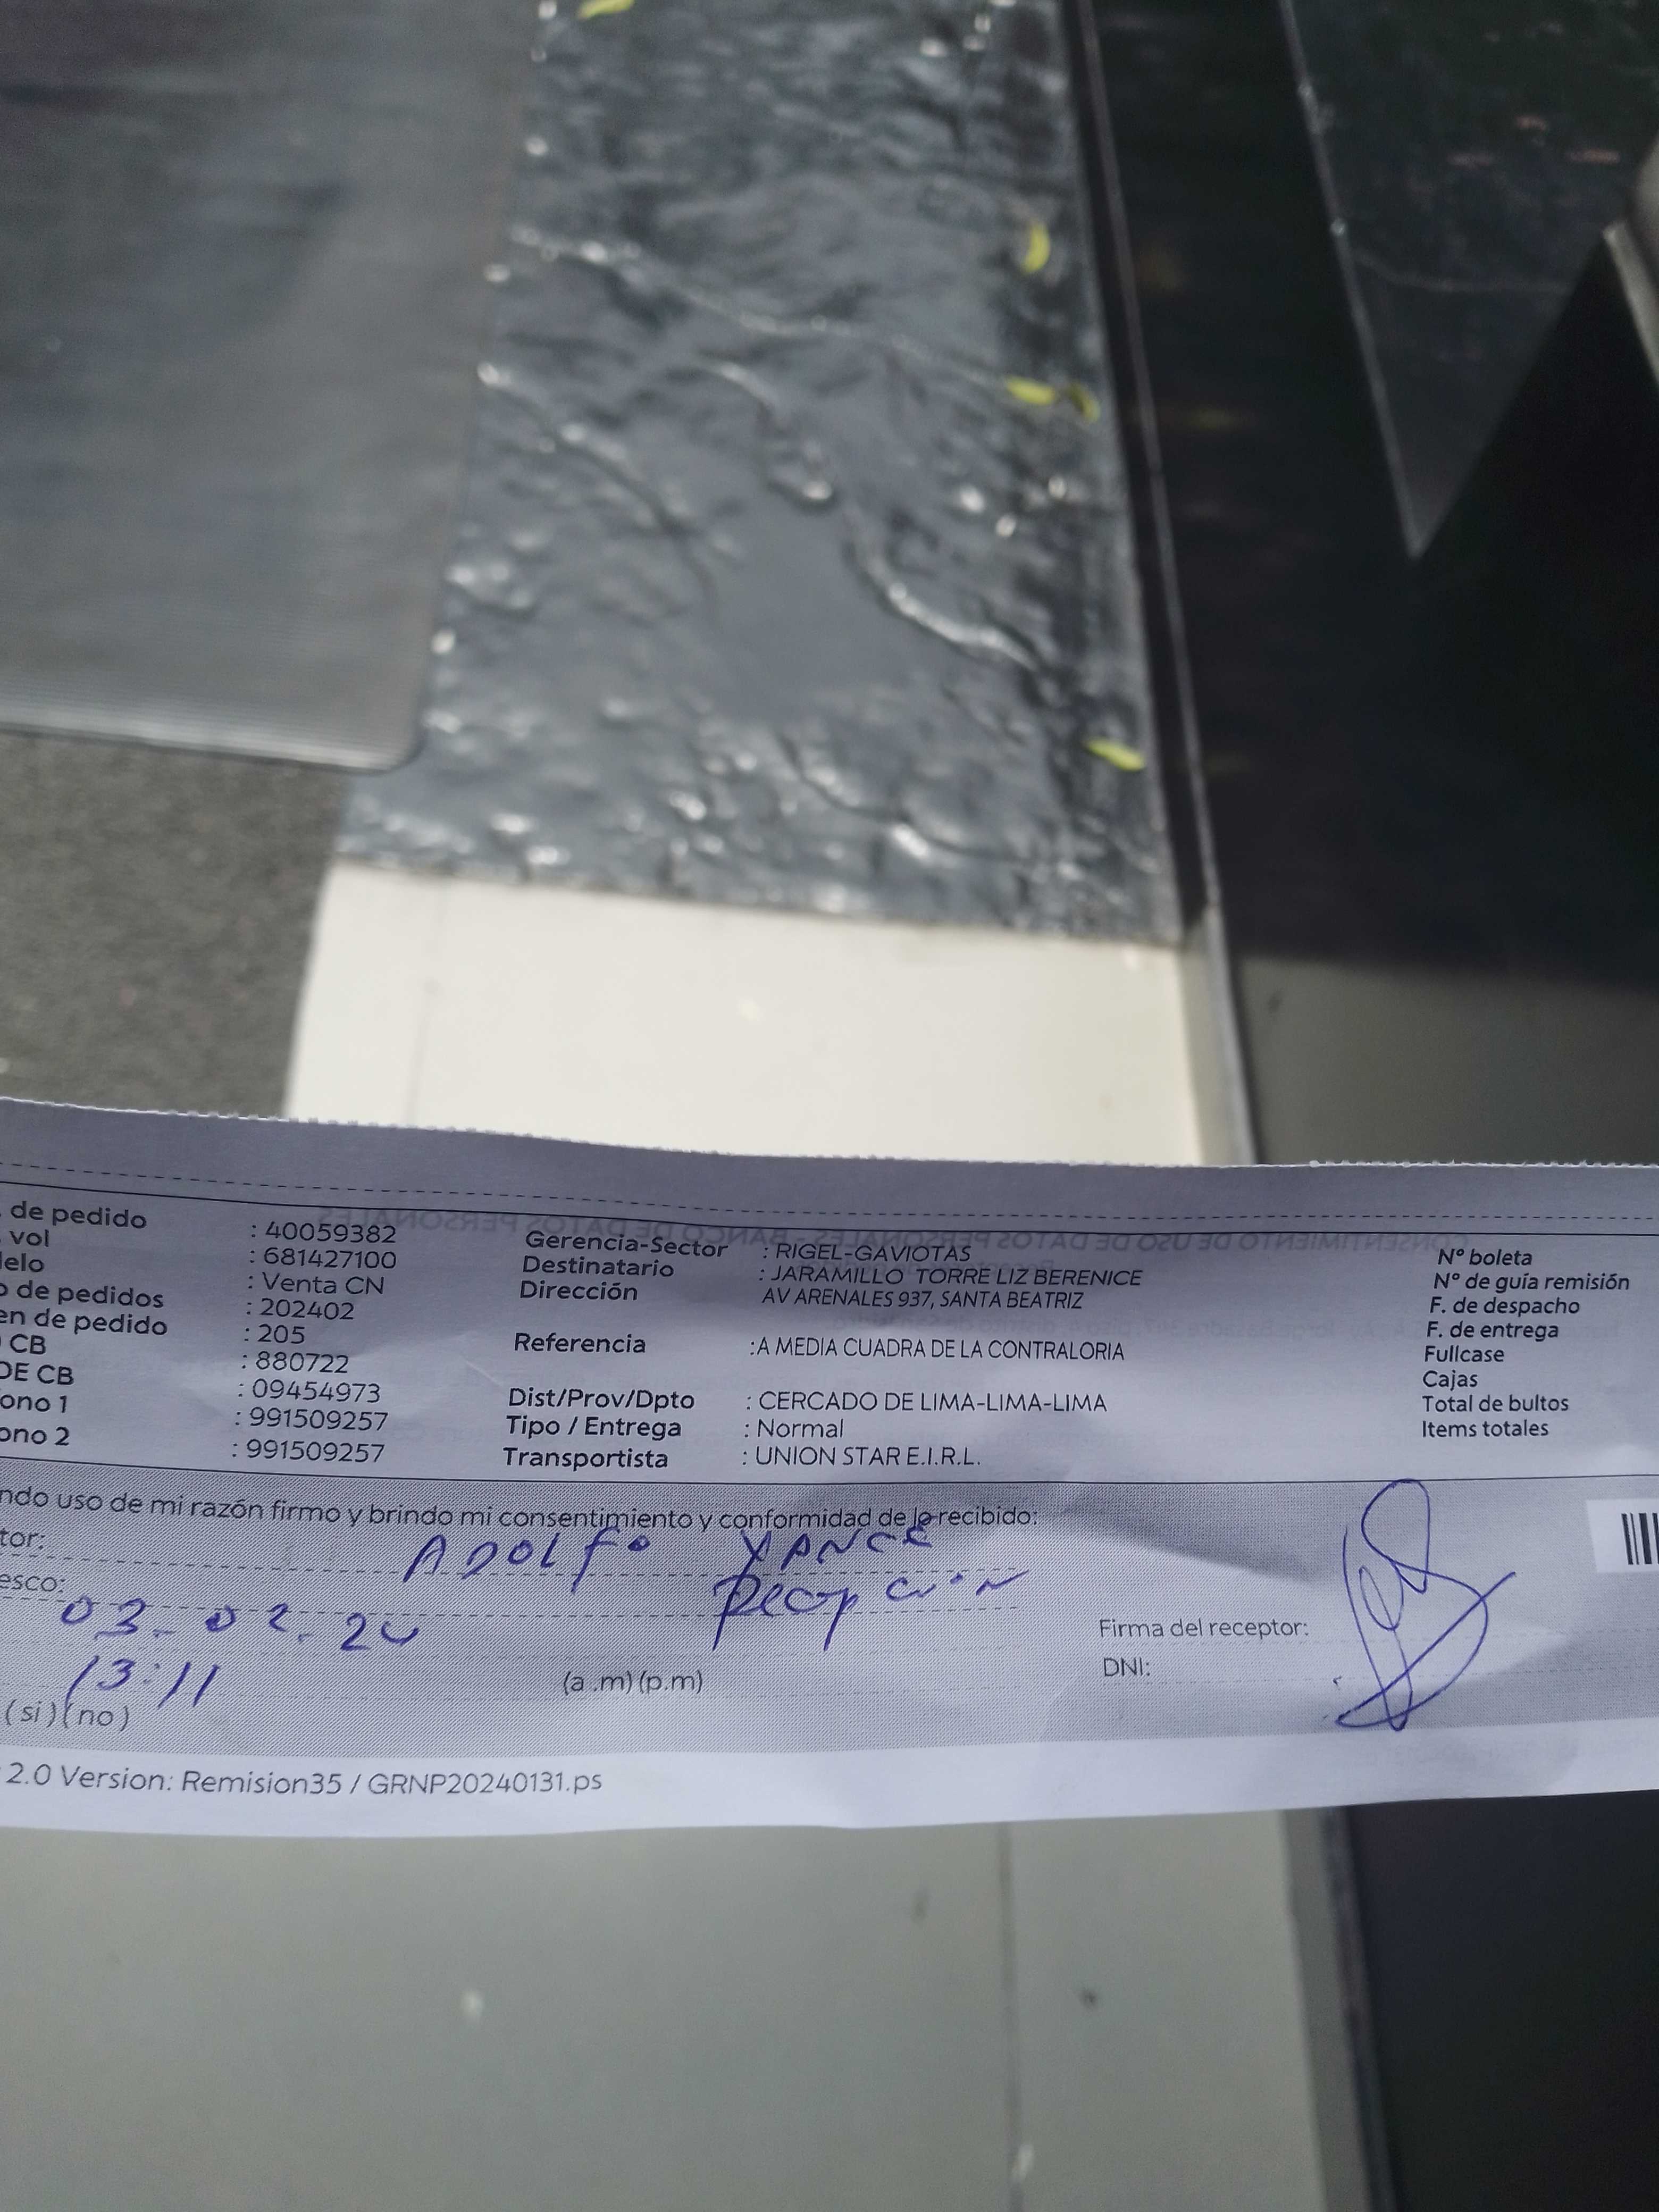 de pedido : 40059382
vol : 681427100
elo : Venta CN
de pedidos : 202402
en de pedido : 205
CB : 880722
DE CB : 09454973
ono 1 : 991509257
ono 2 : 991509257
Gerencia-Sector : RIGEL-GAVIOTAS
Destinatario : JARAMILLO TORRE LIZ BERENICE
Dirección AV ARENALES 937, SANTA BEATRIZ
Referencia :A MEDIA CUADRA DE LA CONTRALORIA
Dist/Prov/Dpto : CERCADO DE LIMA-LIMA-LIMA
Tipo / Entrega : Normal
Transportista : UNION STAR E.I.R.L.
Nº boleta
Nº de guía remisión
F. de despacho
F. de entrega
Fullcase
Cajas
Total de bultos
Items totales
ndo uso de mi razón firmo y brindo mi consentimiento y conformidad de lo recibido:
tor: ADOLFO YANCE
esco: Recepcion
03-02-24
13:11 (a .m) (p.m)
(si) (no)
Firma del receptor:
DNI:
2.0 Version: Remision35 / GRNP20240131.ps